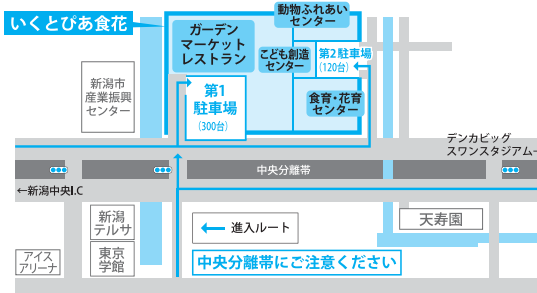 いくとぴあ食花
動物ふれあい
センター
ガーデン
マーケット
レストラン
こども創造
センター
第2駐車場
（120台）
新潟市
産業振興
センター
第1
駐車場
（300台）
食育・花育
センター
デンカビッグ
スワンスタジアム→
中央分離帯
←新潟中央I.C
新潟
テルサ
進入ルート
天寿園
アイス
アリーナ
東京
学館
中央分離帯にご注意ください